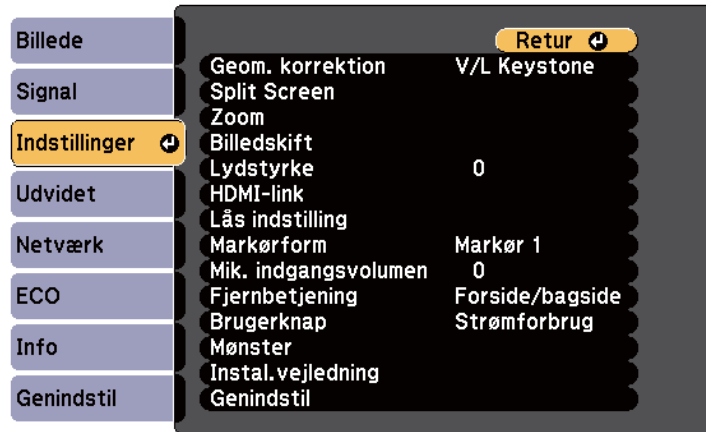 Billede
Signal
Indstillinger
Udvidet
Netværk
ECO
Info
Genindstil
Retur
Geom. korrektion V/L Keystone
Split Screen
Zoom
Billedskift
Lydstyrke 0
HDMI-link
Lås indstilling
Markørform Markør 1
Mik. indgangsvolumen 0
Fjernbetjening Forside/bagside
Brugerknap Strømforbrug
Mønster
Instal.vejledning
Genindstil